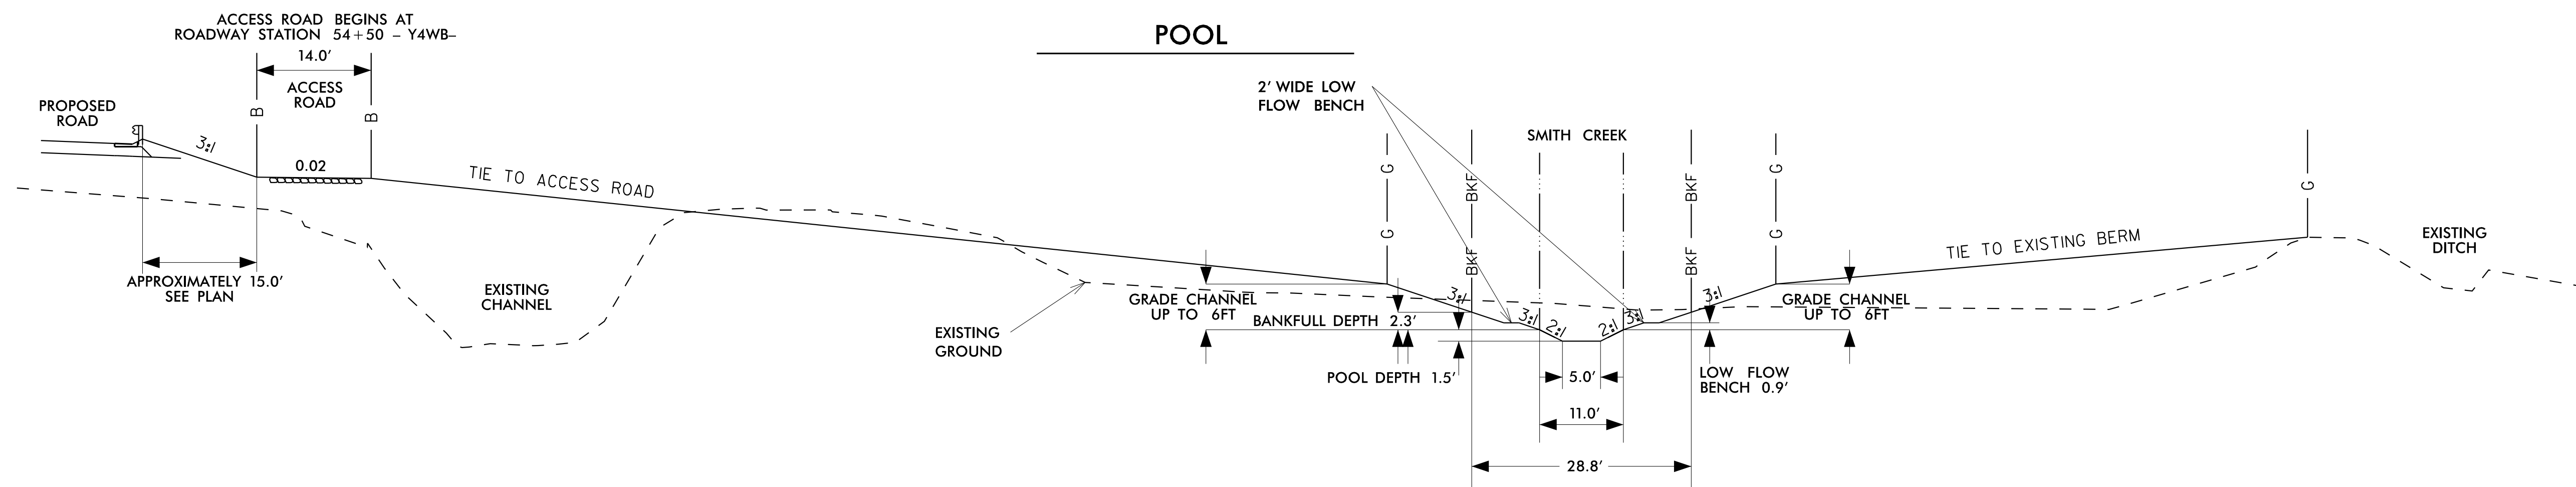 POOL
ACCESS ROAD BEGINS AT
ROADWAY STATION 54+50 – Y4WB–
14.0'
ACCESS
ROAD
B
B
PROPOSED
ROAD
3:1
0.02
TIE TO ACCESS ROAD
APPROXIMATELY 15.0'
SEE PLAN
EXISTING
CHANNEL
EXISTING
GROUND
2' WIDE LOW
FLOW BENCH
SMITH CREEK
G
G
BKF
BKF
BKF
BKF
G
G
G
GRADE CHANNEL
UP TO 6FT
BANKFULL DEPTH 2.3'
POOL DEPTH 1.5'
3:1
3:1
2:1
2:1
3:1
3:1
5.0'
11.0'
28.8'
LOW FLOW
BENCH 0.9'
GRADE CHANNEL
UP TO 6FT
TIE TO EXISTING BERM
EXISTING
DITCH